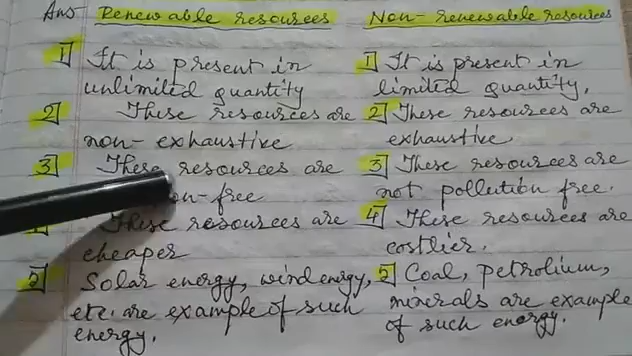 Ans Renewable resources
1 It is present in
unlimited quantity
2 These resources are
non- exhaustive
3 These resources are
on-free
These resources are
cheaper
5 Solar energy, wind energy,
etc. are example of such
energy.
Non- renewable resources
1 It is present in
limited quantity.
2 These resources are
exhaustive
3 These resources are
not pollution free.
4 These resources are
costlier.
5 Coal, petrolium,
minerals are example
of such energy.